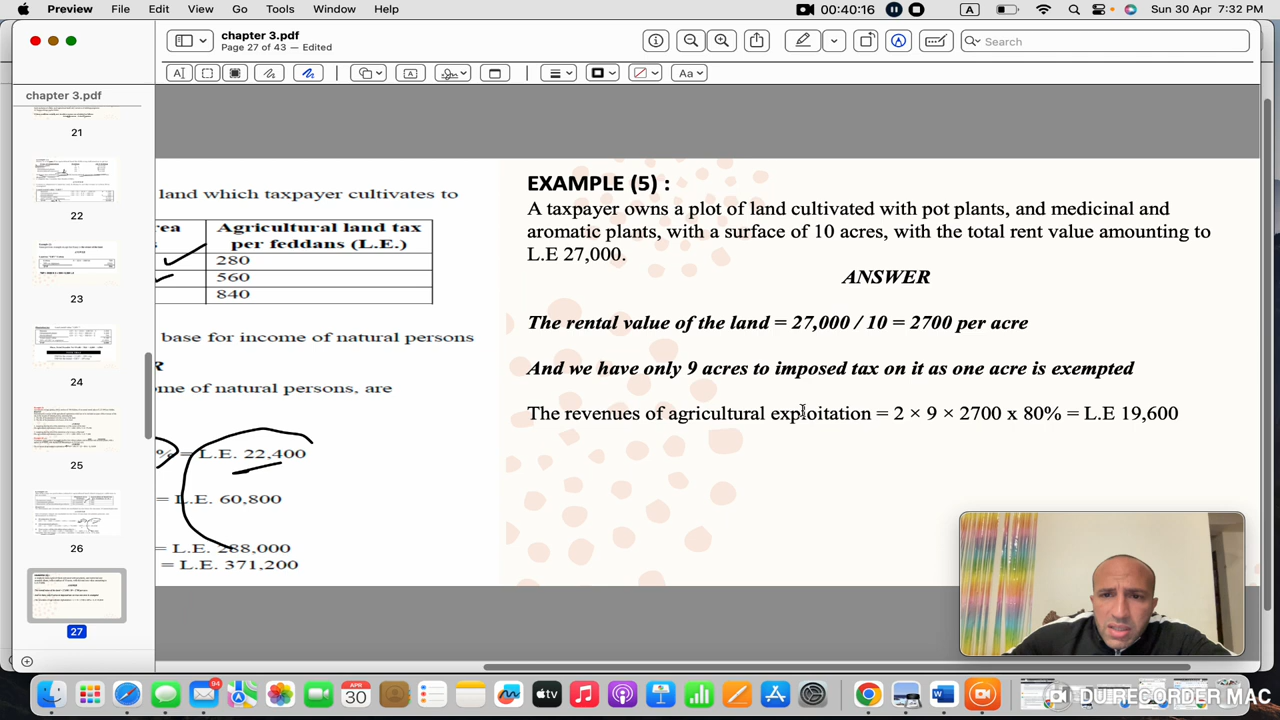 Preview File Edit View Go Tools Window Help 00:40:16 A Sun 30 Apr 7:32 PM
chapter 3.pdf
Page 27 of 43 — Edited
Search
chapter 3.pdf
21
22
23
24
25
26
27
land which taxpayer cultivates to
rea Agricultural land tax
per feddans (L.E.)
280
560
840
base for income of natural persons
R
me of natural persons, are
% = L.E. 22,400
= L.E. 60,800
= L.E. 288,000
= L.E. 371,200
EXAMPLE (5) :
A taxpayer owns a plot of land cultivated with pot plants, and medicinal and
aromatic plants, with a surface of 10 acres, with the total rent value amounting to
L.E 27,000.
ANSWER
The rental value of the land = 27,000 / 10 = 2700 per acre
And we have only 9 acres to imposed tax on it as one acre is exempted
The revenues of agricultural exploitation = 2 × 9 × 2700 x 80% = L.E 19,600
94
APR
30
tv
DU RECORDER MAC